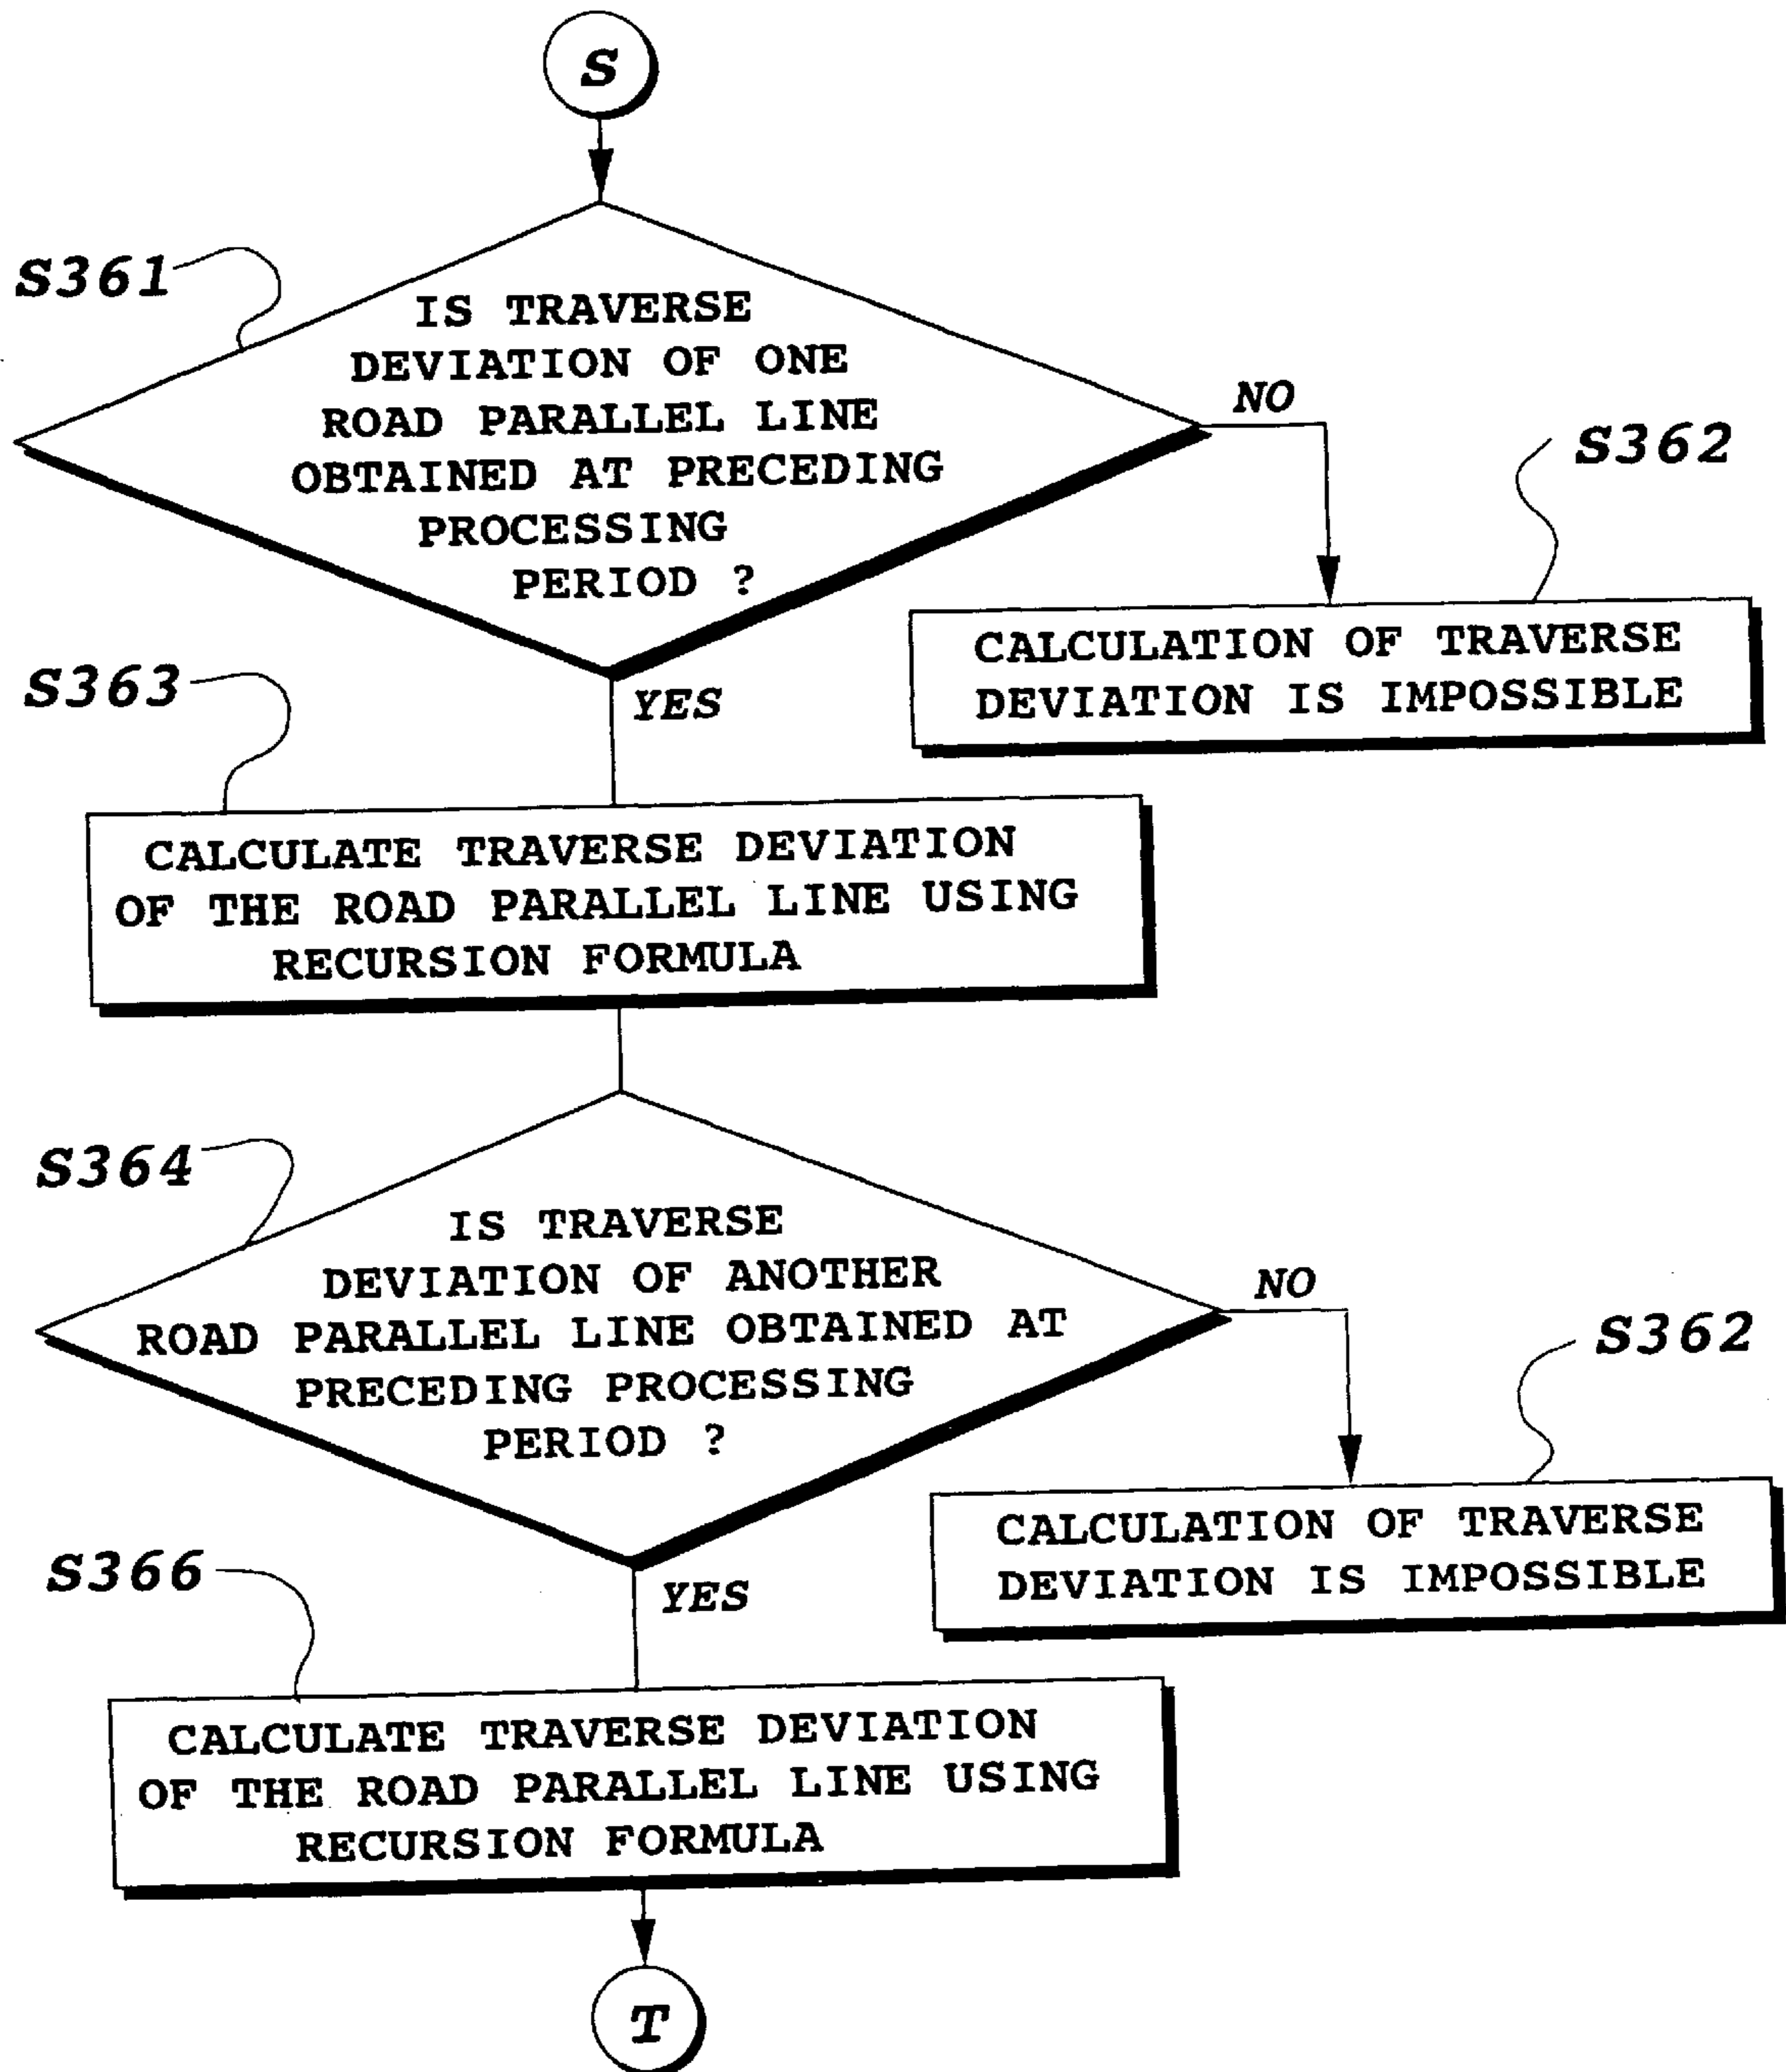 S
S361
IS TRAVERSE
DEVIATION OF ONE
ROAD PARALLEL LINE
OBTAINED AT PRECEDING
PROCESSING
PERIOD ?
NO
S362
CALCULATION OF TRAVERSE
DEVIATION IS IMPOSSIBLE
YES
S363
CALCULATE TRAVERSE DEVIATION
OF THE ROAD PARALLEL LINE USING
RECURSION FORMULA
S364
IS TRAVERSE
DEVIATION OF ANOTHER
ROAD PARALLEL LINE OBTAINED AT
PRECEDING PROCESSING
PERIOD ?
NO
S362
CALCULATION OF TRAVERSE
DEVIATION IS IMPOSSIBLE
YES
S366
CALCULATE TRAVERSE DEVIATION
OF THE ROAD PARALLEL LINE USING
RECURSION FORMULA
T